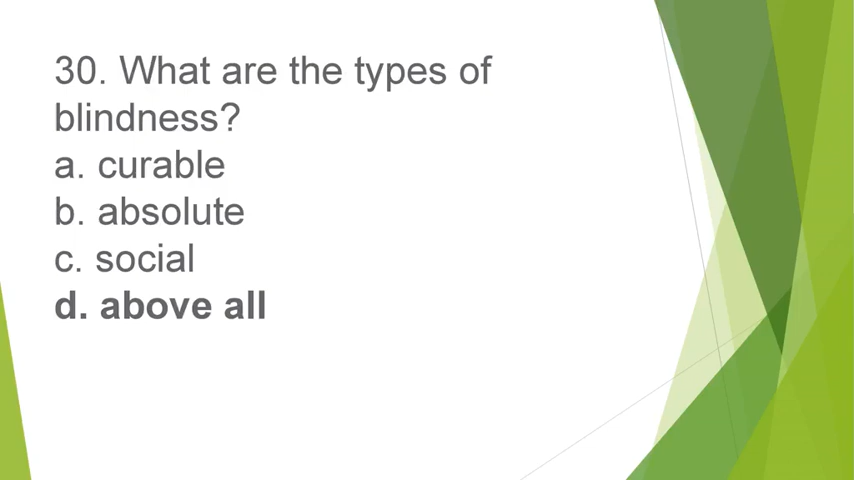 30. What are the types of
blindness?
a. curable
b. absolute
c. social
d. above all